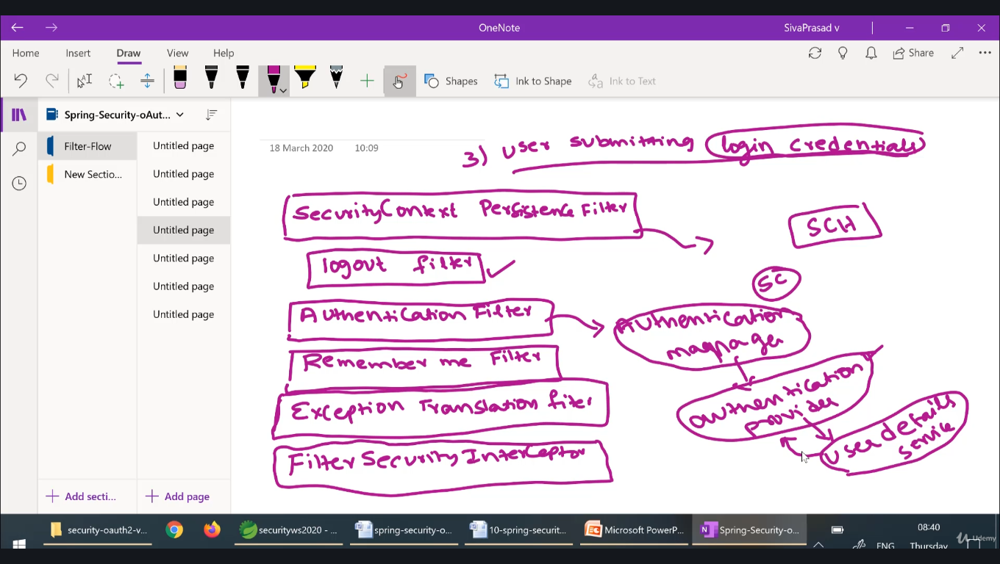 OneNote
SivaPrasad v
Home Insert Draw View Help
Share
Shapes
Ink to Shape
Ink to Text
Spring-Security-oAut...
Filter-Flow
New Sectio...
Untitled page
Untitled page
Untitled page
Untitled page
Untitled page
Untitled page
Untitled page
Add secti...
Add page
18 March 2020 10:09
3) user submitting login credentials
SecurityContext Persistence Filter
SCH
logout filter
SC
Authentication Filter
Authentication
manager
Remember me Filter
authentication
provider
Exception Translation filter
userdetails
service
Filter Security Interceptor
security-oauth2-v...
securityws2020 - ...
spring-security-o...
10-spring-securit...
Microsoft PowerP...
Spring-Security-o...
ENG
08:40
Thursday
Udemy